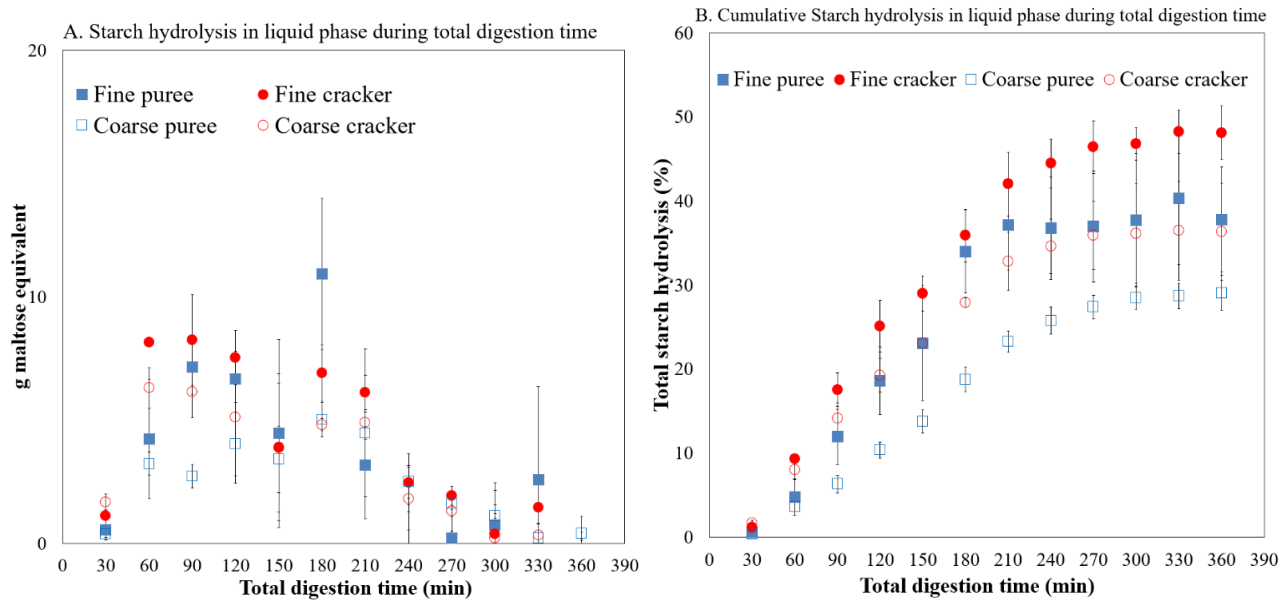 A. Starch hydrolysis in liquid phase during total digestion time
20
Fine puree Fine cracker
Coarse puree Coarse cracker
10
0
g maltose equivalent
0 30 60 90 120 150 180 210 240 270 300 330 360 390
Total digestion time (min)
B. Cumulative Starch hydrolysis in liquid phase during total digestion time
60
Fine puree Fine cracker Coarse puree Coarse cracker
50
40
30
20
10
0
Total starch hydrolysis (%)
0 30 60 90 120 150 180 210 240 270 300 330 360 390
Total digestion time (min)